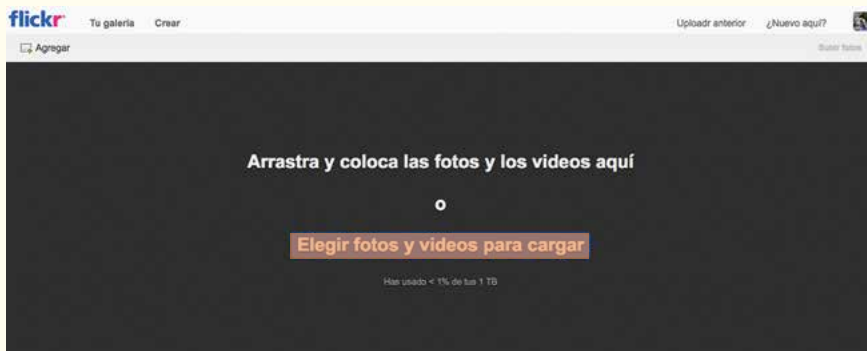 flickr Tu galería Crear Uploadr anterior ¿Nuevo aquí?
Agregar Subir fotos
Arrastra y coloca las fotos y los videos aquí
o
Elegir fotos y videos para cargar
Has usado < 1% de tus 1 TB